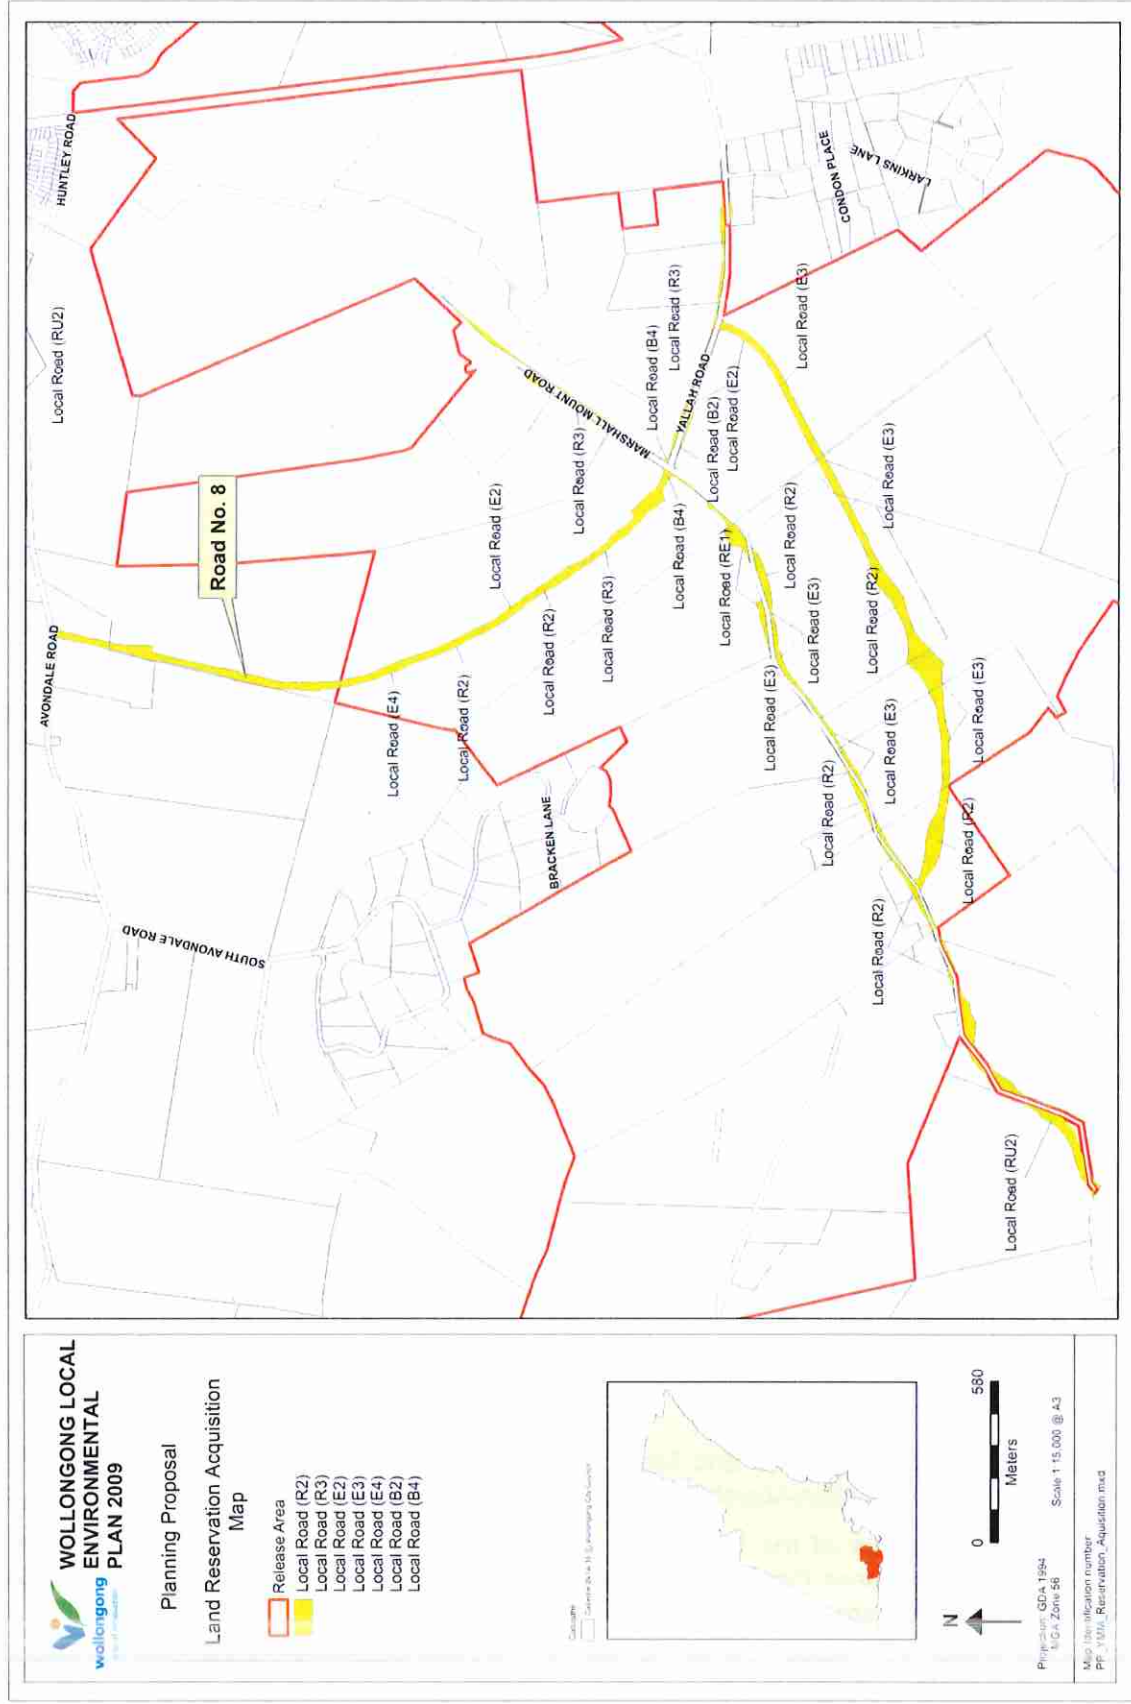 WOLLONGONG LOCAL
ENVIRONMENTAL
PLAN 2009
wollongong
Planning Proposal
Land Reservation Acquisition
Map
Release Area
Local Road (R2)
Local Road (R3)
Local Road (E2)
Local Road (E3)
Local Road (E4)
Local Road (B2)
Local Road (B4)
Cadastre
N
0
580
Meters
Projection: GDA 1994
MGA Zone 56
Scale 1:15,000 @ A3
Map Identification number
HUNTLEY ROAD
Local Road (RU2)
AVONDALE ROAD
Road No. 8
SOUTH AVONDALE ROAD
BRACKEN LANE
MARSHALL MOUNT ROAD
YALLAH ROAD
CONDON PLACE
LARKINS LANE
Local Road (E4)
Local Road (R2)
Local Road (E2)
Local Road (R2)
Local Road (R3)
Local Road (R3)
Local Road (B4)
Local Road (R3)
Local Road (B4)
Local Road (B2)
Local Road (E2)
Local Road (E3)
Local Road (RE1)
Local Road (R2)
Local Road (E3)
Local Road (E3)
Local Road (E3)
Local Road (R2)
Local Road (R2)
Local Road (E3)
Local Road (E3)
Local Road (R2)
Local Road (R2)
Local Road (RU2)